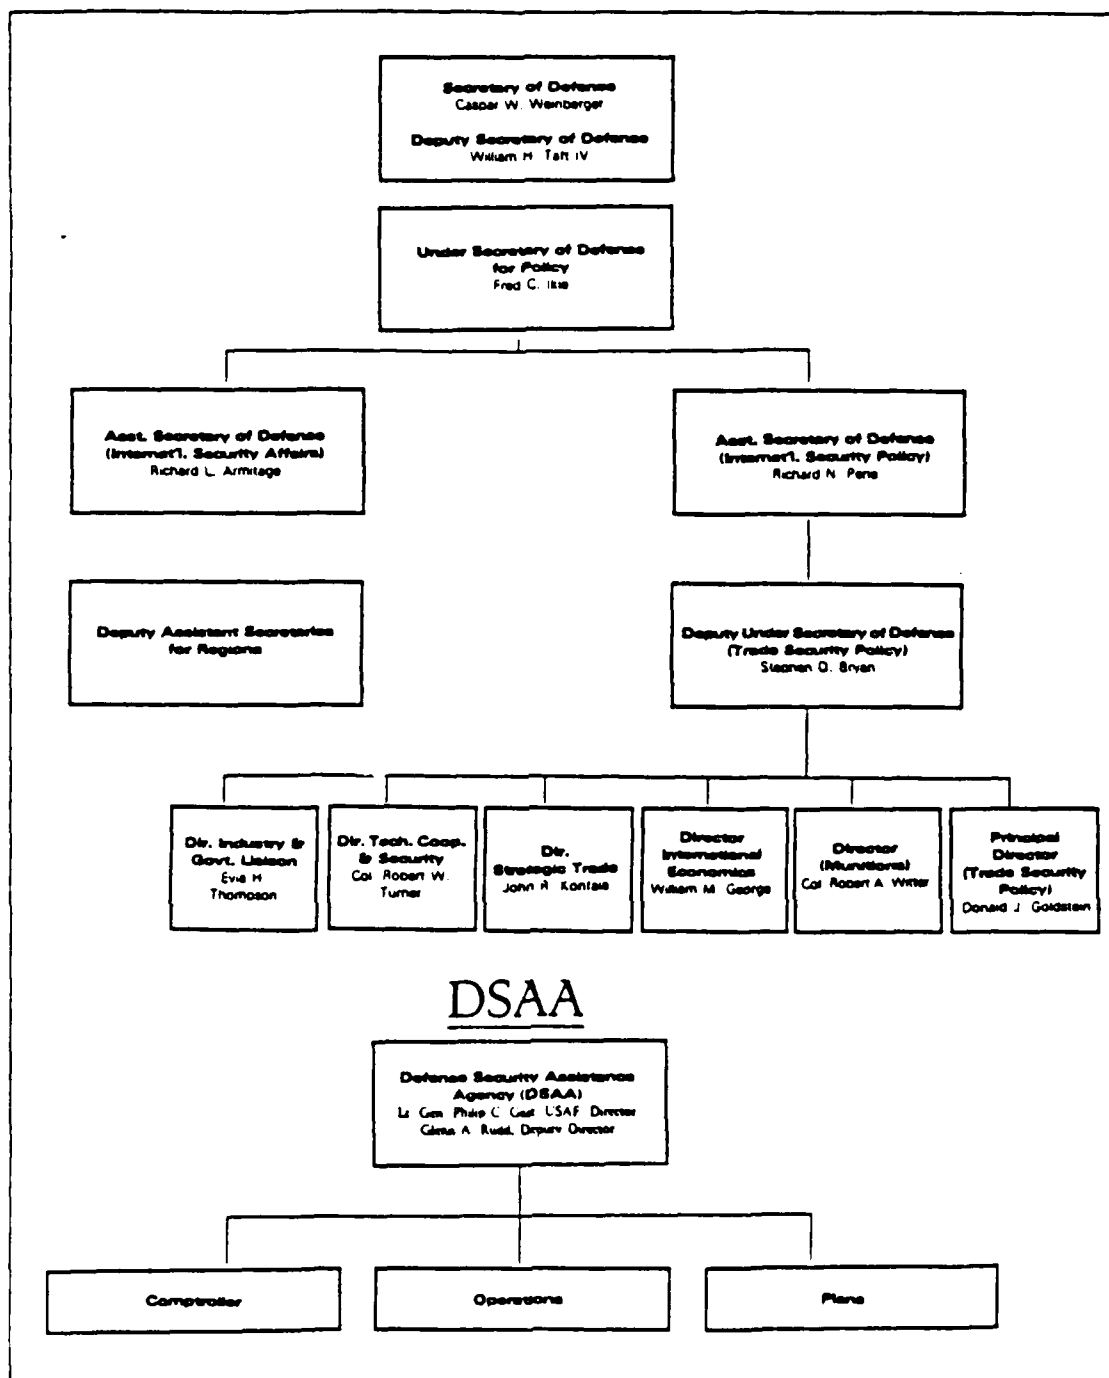 Secretary of Defense
Caspar W. Weinberger
Deputy Secretary of Defense
William H. Taft IV
Under Secretary of Defense
for Policy
Fred C. Ikle
Asst. Secretary of Defense
(Internat'l. Security Affairs)
Richard L. Armitage
Asst. Secretary of Defense
(Internat'l. Security Policy)
Richard N. Perle
Deputy Assistant Secretaries
for Regions
Deputy Under Secretary of Defense
(Trade Security Policy)
Stephen D. Bryen
Dir. Industry &
Govt. Liaison
Evie H.
Thompson
Dir. Tech. Coop.
& Security
Col. Robert W.
Turner
Dir.
Strategic Trade
John R.
Director
International
Economics
William M. George
Director
(Munitions)
Col. Robert A. Witter
Principal
Director
(Trade Security
Policy)
Donald J. Goldstein
DSAA
Defense Security Assistance
Agency (DSAA)
Lt. Gen. Philip C. Gast, USAF, Director
Glenn A. Rudd, Deputy Director
Comptroller
Operations
Plans